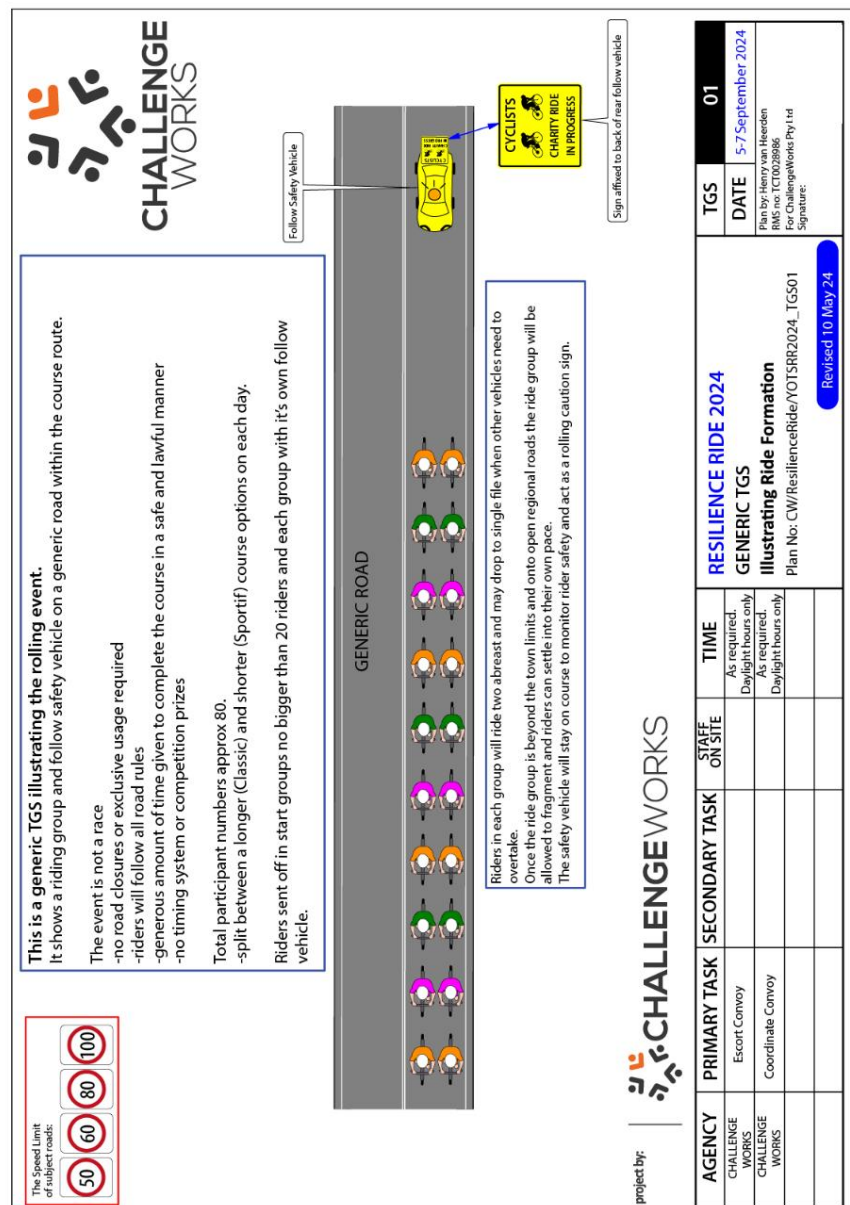 The Speed Limit
of subject roads:
50 60 80 100
This is a generic TGS illustrating the rolling event.
It shows a riding group and follow safety vehicle on a generic road within the course route.
The event is not a race
-no road closures or exclusive usage required
-riders will follow all road rules
-generous amount of time given to complete the course in a safe and lawful manner
-no timing system or competition prizes
Total participant numbers approx 80.
-split between a longer (Classic) and shorter (Sportif) course options on each day.
Riders sent off in start groups no bigger than 20 riders and each group with it's own follow
vehicle.
CHALLENGE
WORKS
Follow Safety Vehicle
GENERIC ROAD
CYCLISTS
CHARITY RIDE
IN PROGRESS
CYCLISTS
CHARITY RIDE
IN PROGRESS
Sign affixed to back of rear follow vehicle
Riders in each group will ride two abreast and may drop to single file when other vehicles need to
overtake.
Once the ride group is beyond the town limits and onto open regional roads the ride group will be
allowed to fragment and riders can settle into their own pace.
The safety vehicle will stay on course to monitor rider safety and act as a rolling caution sign.
project by:
CHALLENGEWORKS
AGENCY PRIMARY TASK SECONDARY TASK STAFF ON SITE TIME
CHALLENGE WORKS Escort Convoy As required. Daylight hours only
CHALLENGE WORKS Coordinate Convoy As required. Daylight hours only
RESILIENCE RIDE 2024
GENERIC TGS
Illustrating Ride Formation
Plan No: CW/ResilienceRide/YOTSRR2024_TGS01
Revised 10 May 24
TGS 01
DATE 5-7 September 2024
Plan by: Henry van Heerden
RMS no: TCT0028986
For ChallengeWorks Pty Ltd
Signature: